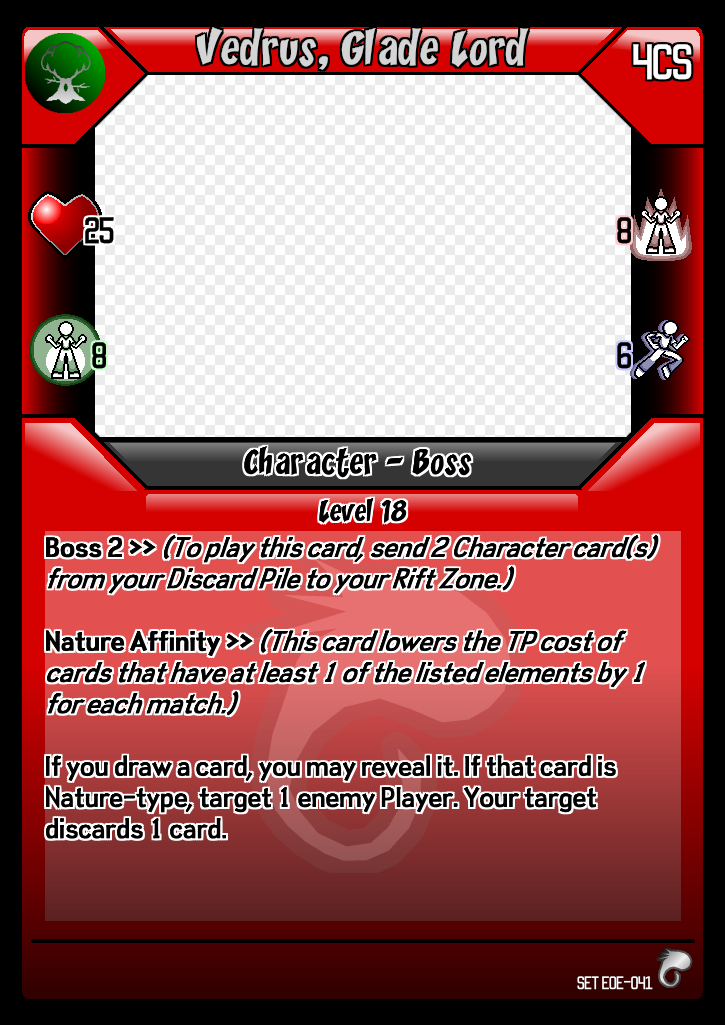 Vedrus, Glade Lord
4CS
25
8
8
6
Character - Boss
Level 18
Boss 2 >> (To play this card, send 2 Character card(s)
from your Discard Pile to your Rift Zone.)
Nature Affinity >> (This card lowers the TP cost of
cards that have at least 1 of the listed elements by 1
for each match.)
If you draw a card, you may reveal it. If that card is
Nature-type, target 1 enemy Player. Your target
discards 1 card.
SET EOE-041